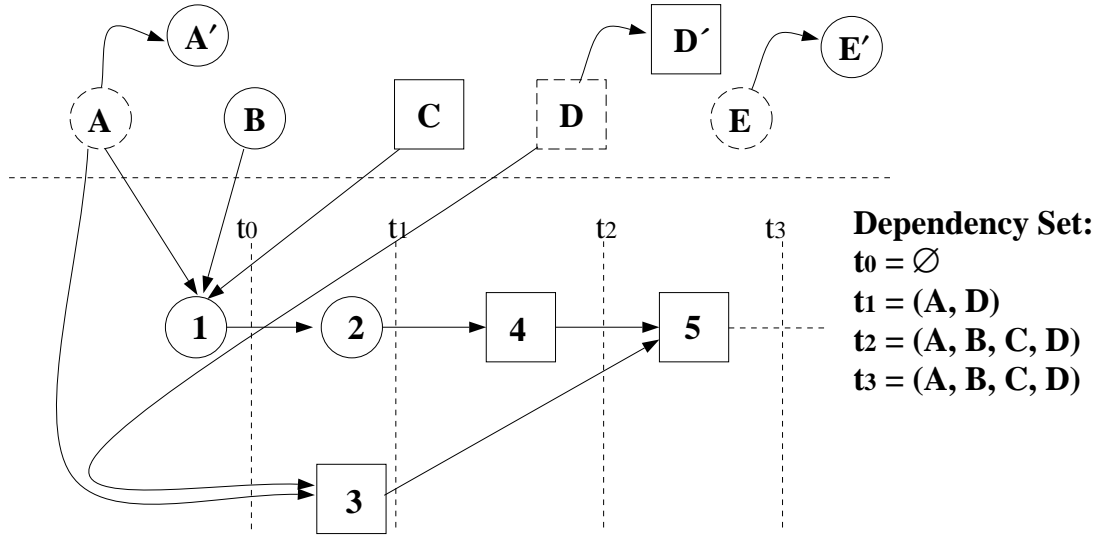 A′
D′
E′
A
B
C
D
E
t0
t1
t2
t3
Dependency Set:
t0 = ∅
t1 = (A, D)
t2 = (A, B, C, D)
t3 = (A, B, C, D)
1
2
4
5
3